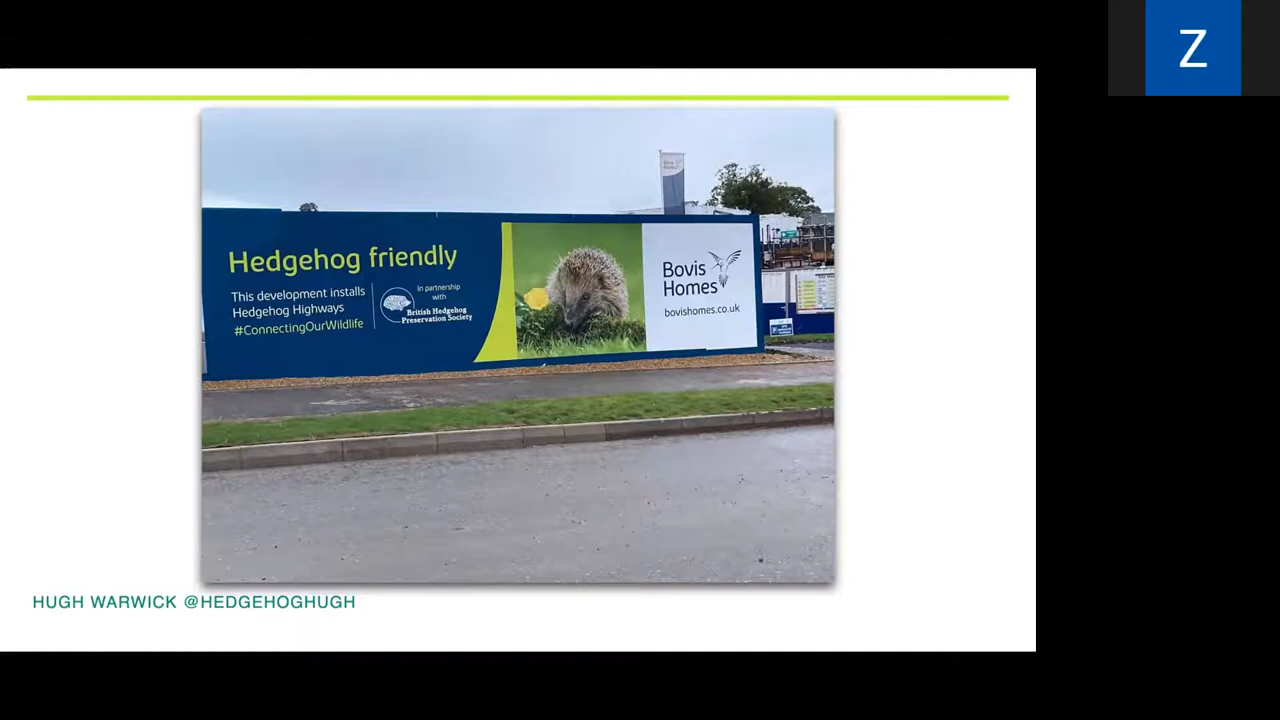 Z
Hedgehog friendly
This development installs
Hedgehog Highways
#ConnectingOurWildlife
In partnership
with
British Hedgehog
Preservation Society
Bovis
Homes
bovishomes.co.uk
HUGH WARWICK @HEDGEHOGHUGH